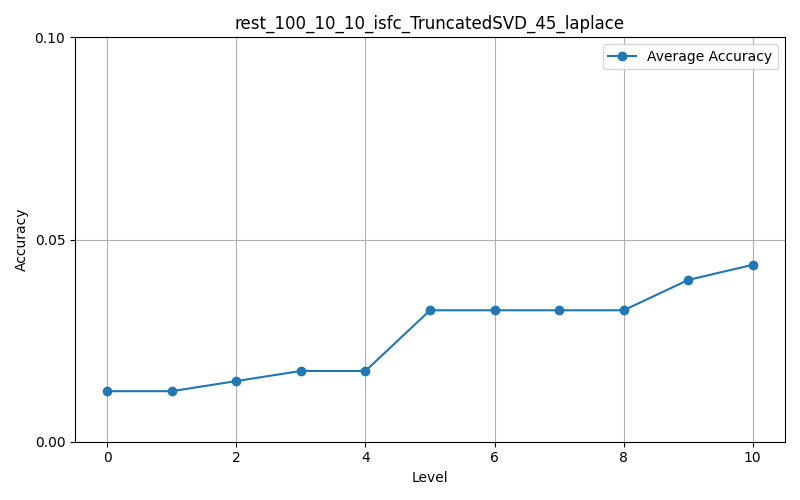 rest_100_10_10_isfc_TruncatedSVD_45_laplace
Average Accuracy
0.10
0.05
0.00
Accuracy
0 2 4 6 8 10
Level